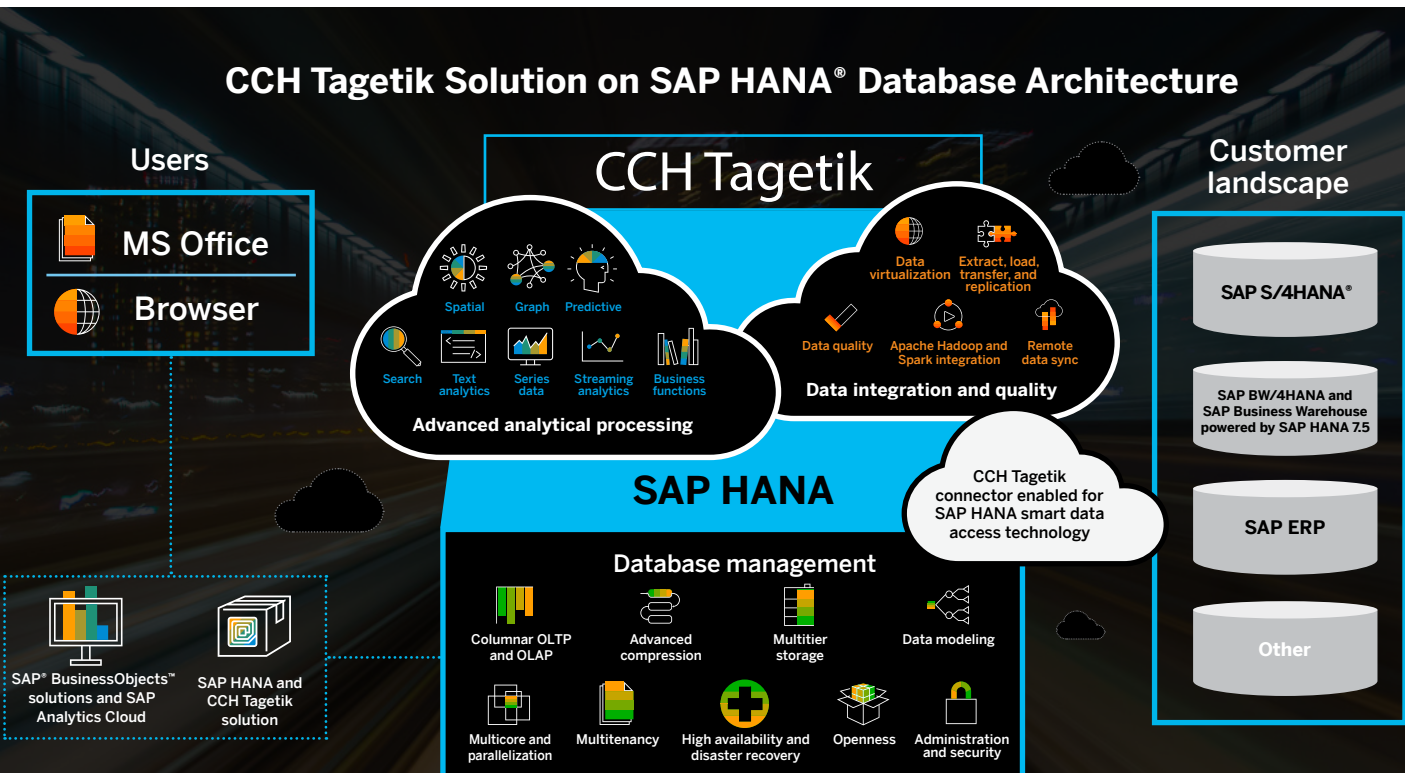 CCH Tagetik Solution on SAP HANA® Database Architecture
Users
MS Office
Browser
CCH Tagetik
Spatial
Graph
Predictive
Search
Text
analytics
Series
data
Streaming
analytics
Business
functions
Advanced analytical processing
Data
virtualization
Extract, load,
transfer, and
replication
Data quality
Apache Hadoop and
Spark integration
Remote
data sync
Data integration and quality
Customer
landscape
SAP S/4HANA®
SAP BW/4HANA and
SAP Business Warehouse
powered by SAP HANA 7.5
SAP ERP
Other
SAP HANA
CCH Tagetik
connector enabled for
SAP HANA smart data
access technology
Database management
Columnar OLTP
and OLAP
Advanced
compression
Multitier
storage
Data modeling
Multicore and
parallelization
Multitenancy
High availability and
disaster recovery
Openness
Administration
and security
SAP® BusinessObjects™
solutions and SAP
Analytics Cloud
SAP HANA and
CCH Tagetik
solution